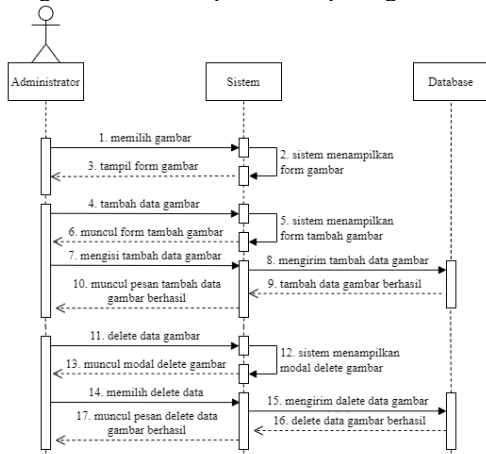 Administrator
Sistem
Database
1. memilih gambar
2. sistem menampilkan
form gambar
3. tampil form gambar
4. tambah data gambar
5. sistem menampilkan
form tambah gambar
6. muncul form tambah gambar
7. mengisi tambah data gambar
8. mengirim tambah data gambar
9. tambah data gambar berhasil
10. muncul pesan tambah data
gambar berhasil
11. delete data gambar
12. sistem menampilkan
modal delete gambar
13. muncul modal delete gambar
14. memilih delete data
15. mengirim dalete data gambar
16. delete data gambar berhasil
17. muncul pesan delete data
gambar berhasil